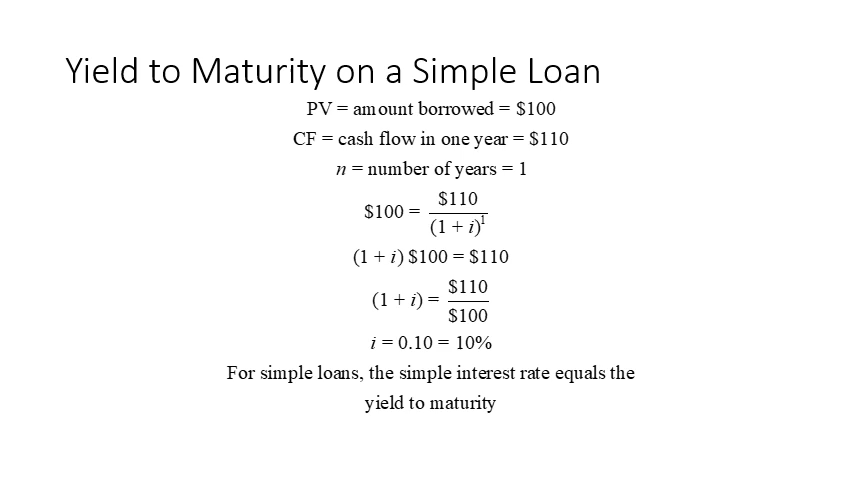 Yield to Maturity on a Simple Loan
PV = amount borrowed = $100
CF = cash flow in one year = $110
n = number of years = 1
$100 = $110 / (1 + i)¹
(1 + i) $100 = $110
(1 + i) = $110 / $100
i = 0.10 = 10%
For simple loans, the simple interest rate equals the
yield to maturity